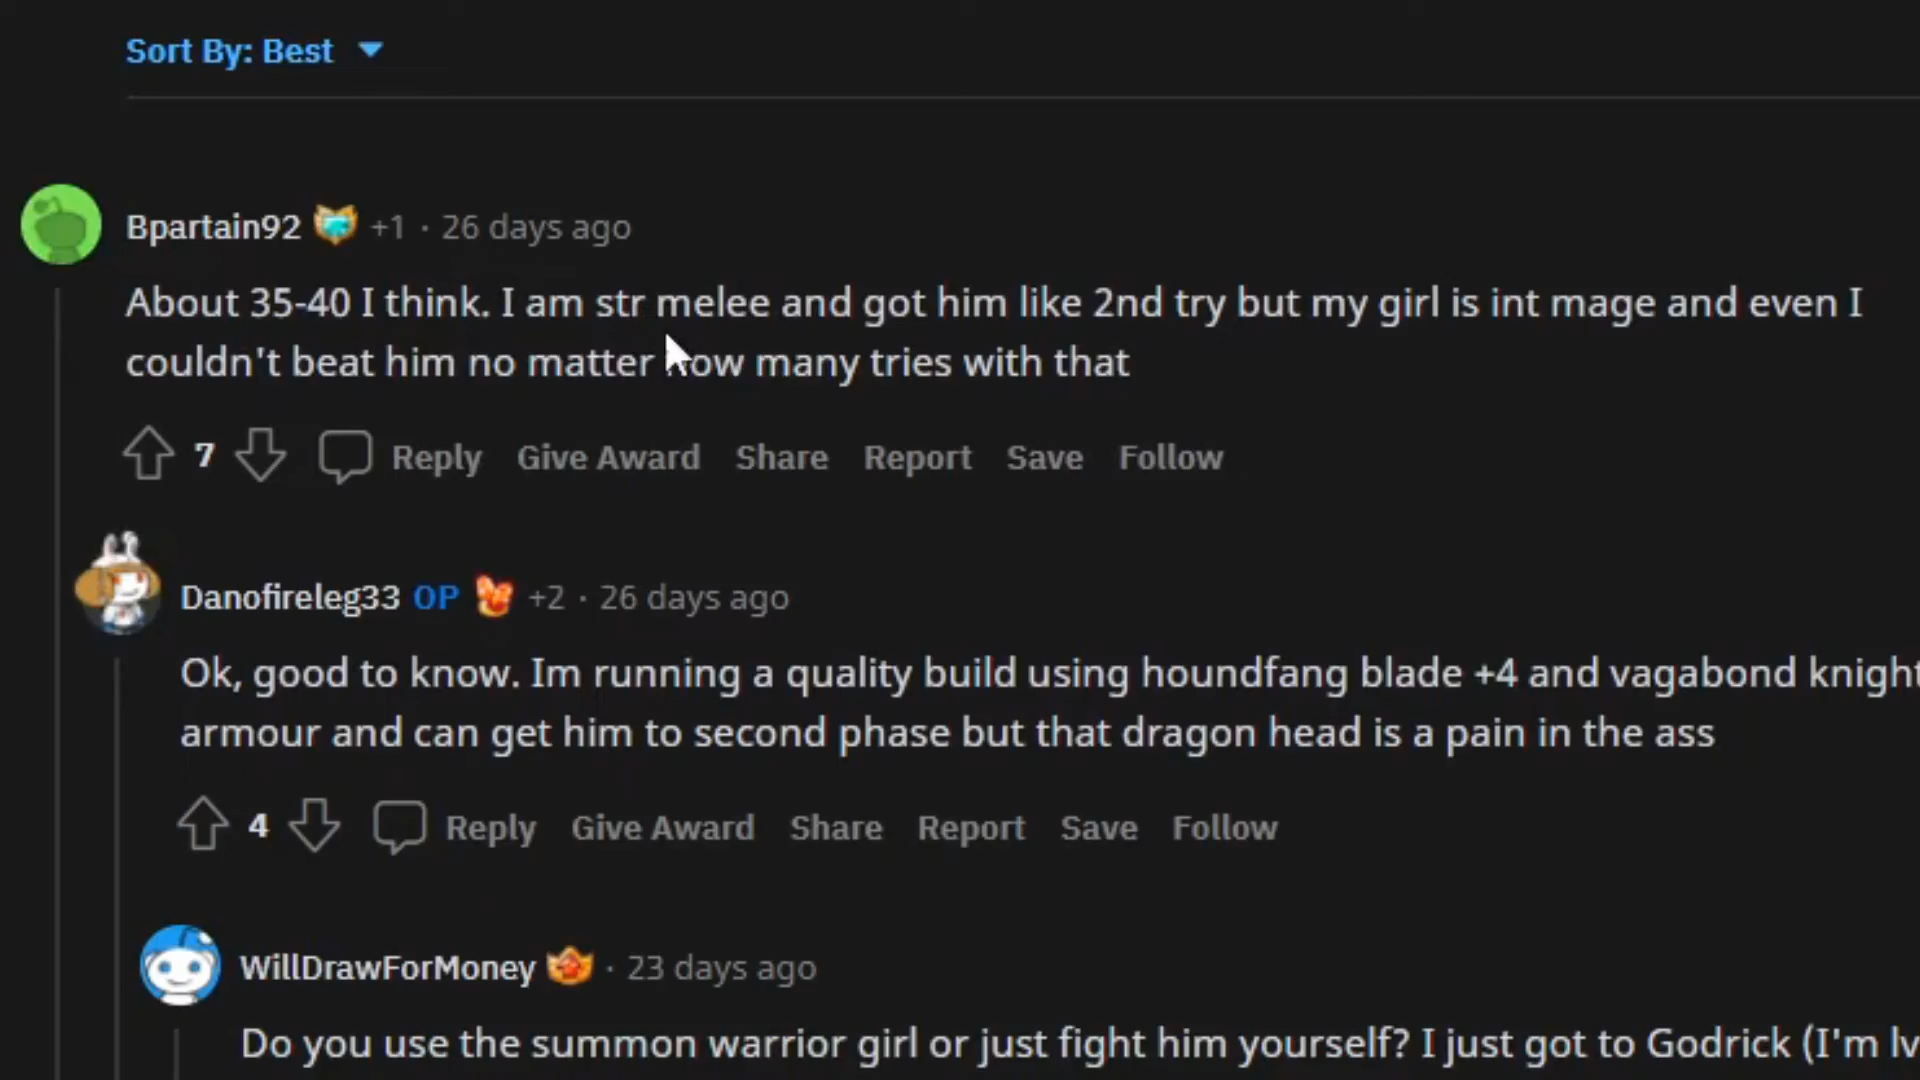 Sort By: Best
Bpartain92 +1 · 26 days ago
About 35-40 I think. I am str melee and got him like 2nd try but my girl is int mage and even I
couldn't beat him no matter how many tries with that
7 Reply Give Award Share Report Save Follow
Danofireleg33 OP +2 · 26 days ago
Ok, good to know. Im running a quality build using houndfang blade +4 and vagabond knight
armour and can get him to second phase but that dragon head is a pain in the ass
4 Reply Give Award Share Report Save Follow
WillDrawForMoney · 23 days ago
Do you use the summon warrior girl or just fight him yourself? I just got to Godrick (I'm lv